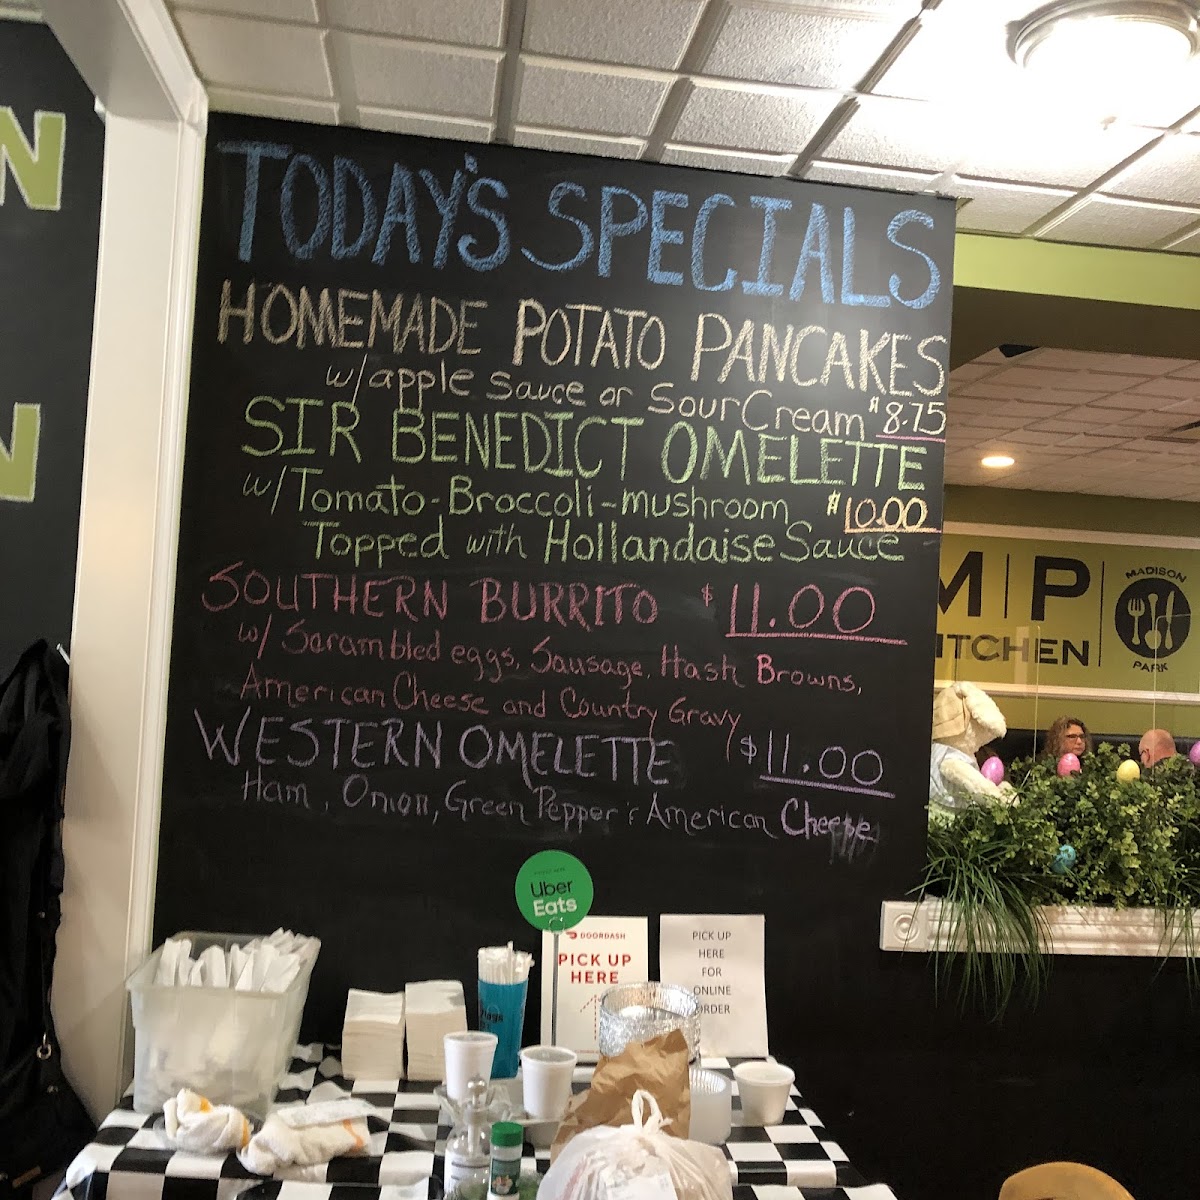 N
N
TODAY'S SPECIALS
HOMEMADE POTATO PANCAKES
w/apple sauce or Sour Cream $8.75
SIR BENEDICT OMELETTE
w/Tomato-Broccoli-mushroom $10.00
Topped with Hollandaise Sauce
SOUTHERN BURRITO $11.00
w/ Scrambled eggs, Sausage, Hash Browns,
American Cheese and Country Gravy
WESTERN OMELETTE $11.00
Ham, Onion, Green Pepper & American Cheese
M|P
ITCHEN
MADISON
PARK
Uber
Eats
DOORDASH
PICK UP
HERE
PICK UP
HERE
FOR
ONLINE
ORDER